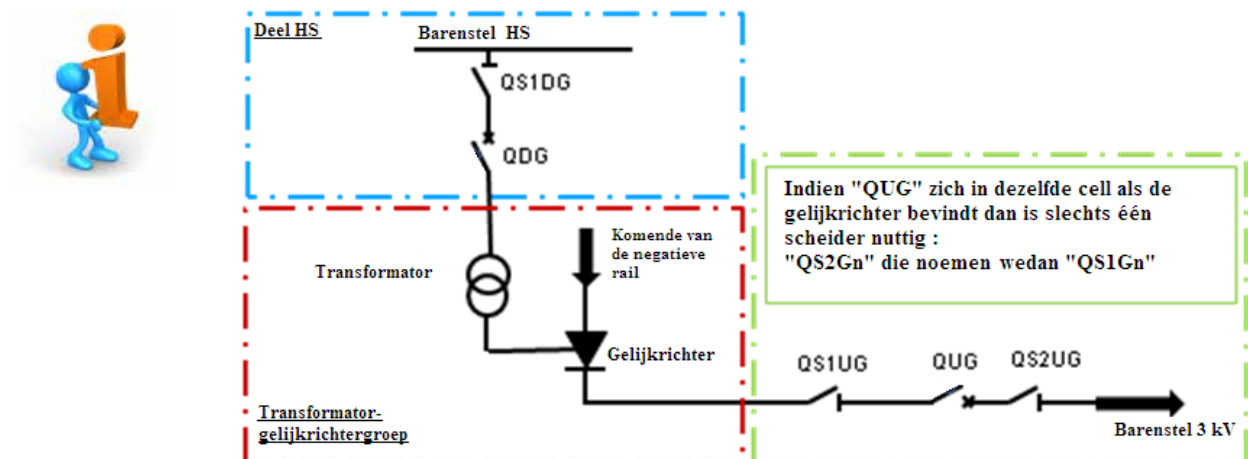 Deel HS
Barenstel HS
QS1DG
QDG
Indien "QUG" zich in dezelfde cell als de
gelijkrichter bevindt dan is slechts één
scheider nuttig :
"QS2Gn" die noemen wedan "QS1Gn"
Komende van
de negatieve
rail
Transformator
Gelijkrichter
QS1UG
QUG
QS2UG
Transformator-
gelijkrichtergroep
Barenstel 3 kV